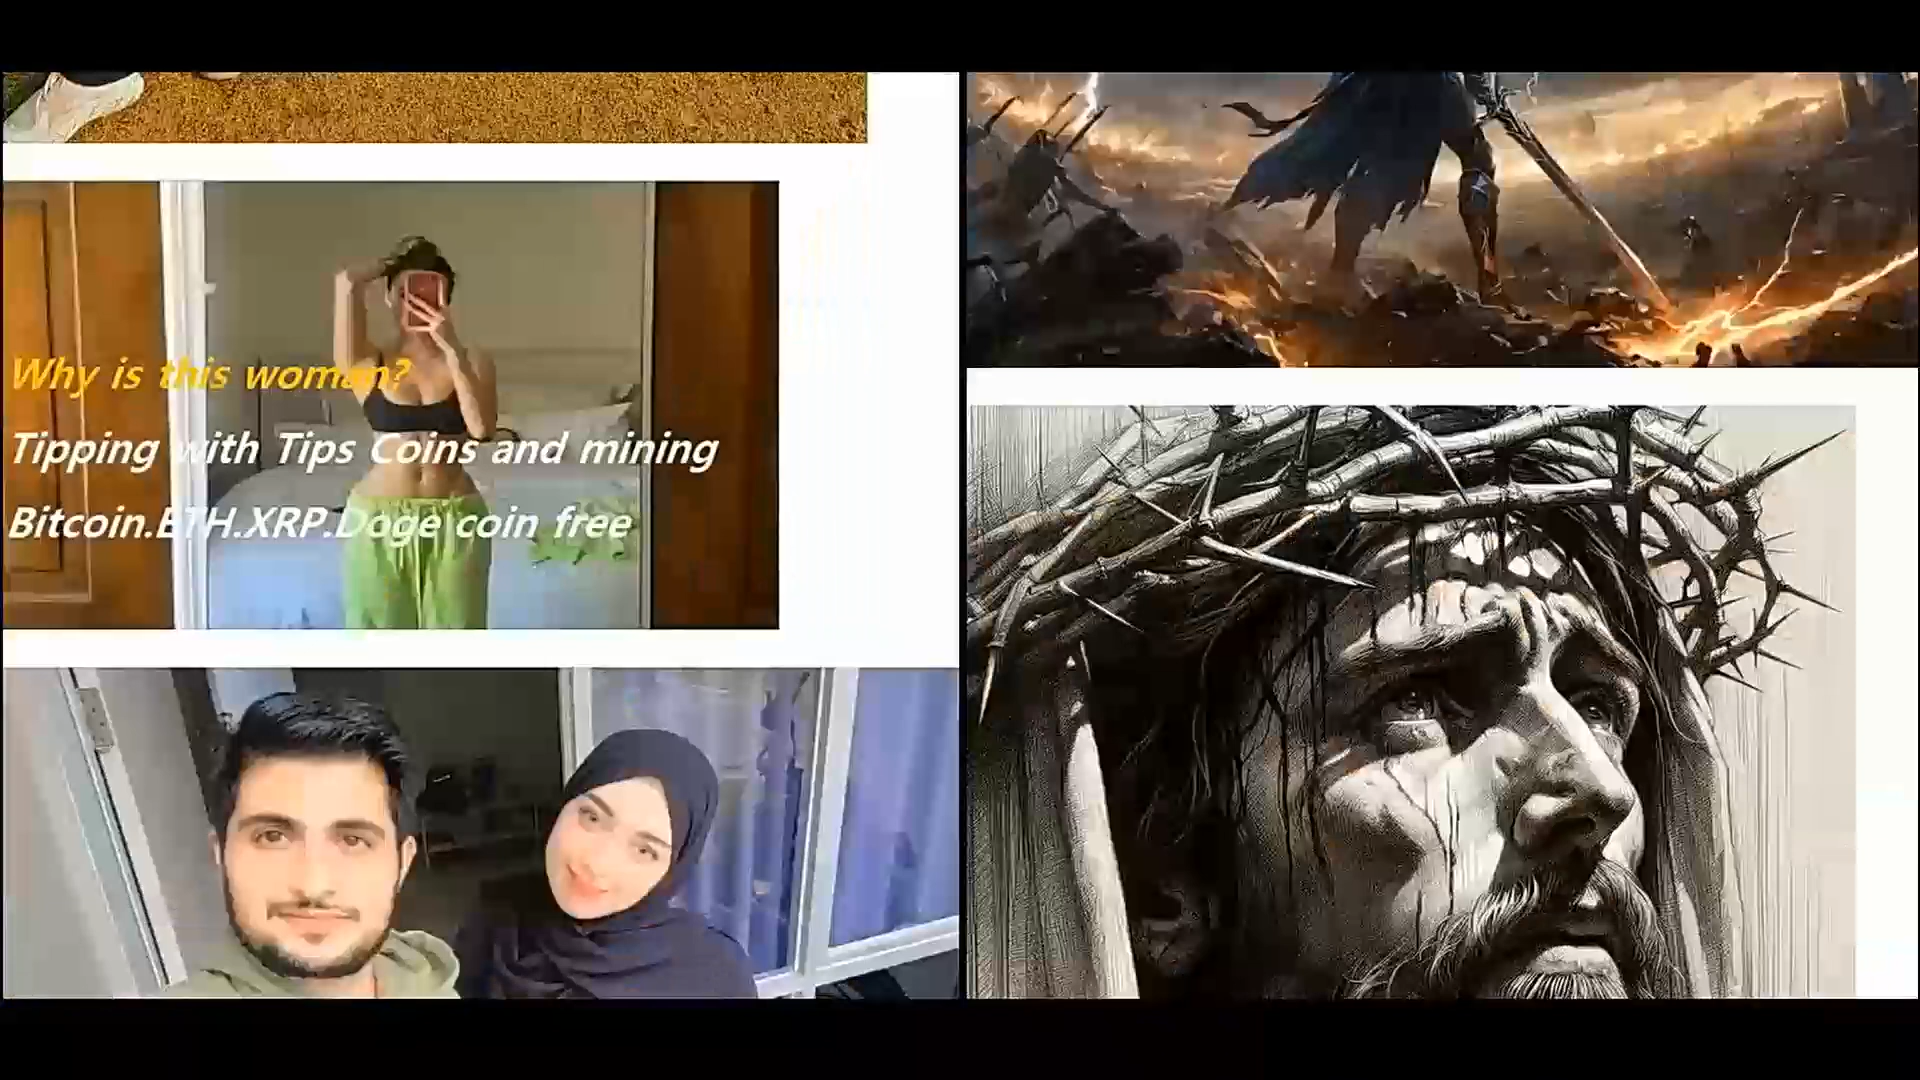 Why is this woman?
Tipping with Tips Coins and mining
Bitcoin.ETH.XRP.Doge coin free